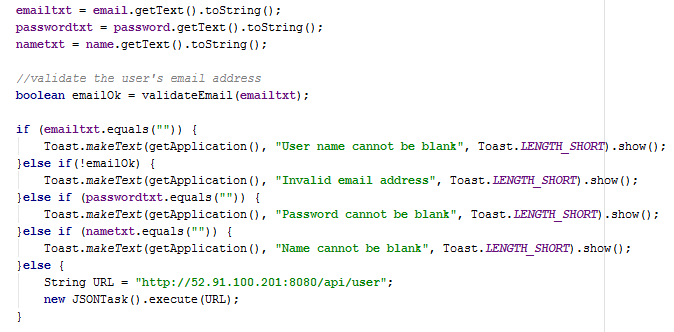 emailtxt = email.getText().toString();
passwordtxt = password.getText().toString();
nametxt = name.getText().toString();
//validate the user's email address
boolean emailOk = validateEmail(emailtxt);
if (emailtxt.equals("")) {
Toast.makeText(getApplication(), "User name cannot be blank", Toast.LENGTH_SHORT).show();
}else if(!emailOk) {
Toast.makeText(getApplication(), "Invalid email address", Toast.LENGTH_SHORT).show();
}else if (passwordtxt.equals("")) {
Toast.makeText(getApplication(), "Password cannot be blank", Toast.LENGTH_SHORT).show();
}else if (nametxt.equals("")) {
Toast.makeText(getApplication(), "Name cannot be blank", Toast.LENGTH_SHORT).show();
}else {
String URL = "http://52.91.100.201:8080/api/user";
new JSONTask().execute(URL);
}